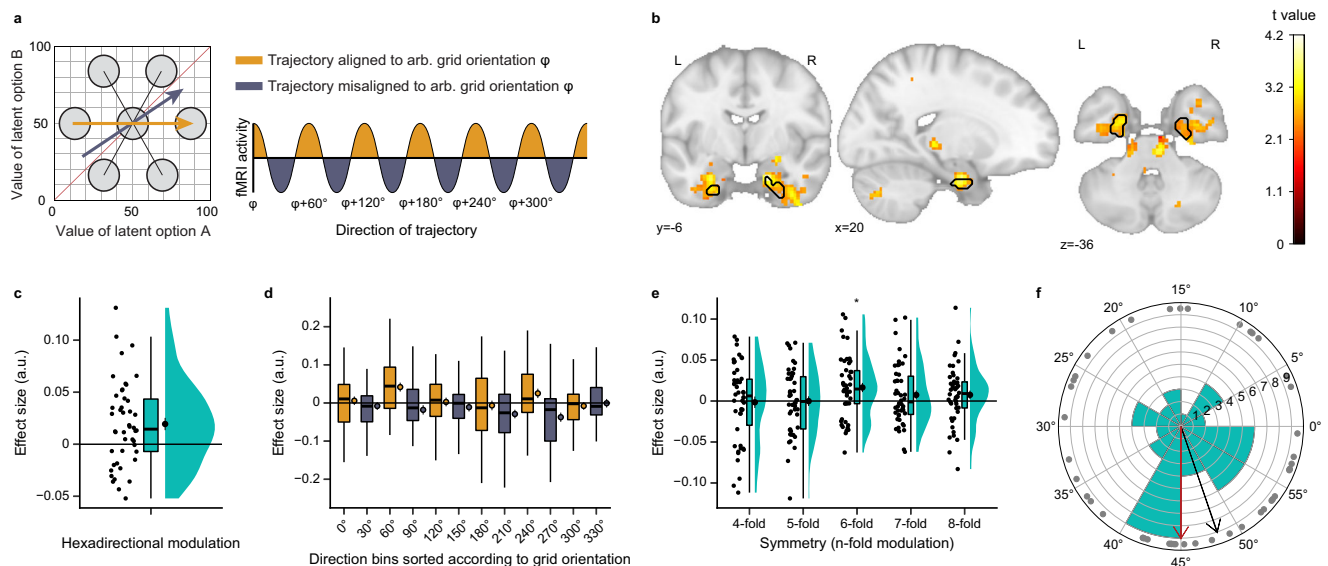 a
100
50
0
0
50
100
Value of latent option B
Value of latent option A
Trajectory aligned to arb. grid orientation φ
Trajectory misaligned to arb. grid orientation φ
fMRI activity
φ φ+60° φ+120° φ+180° φ+240° φ+300°
Direction of trajectory
b
L R
y=-6
x=20
L R
z=-36
t value
4.2
3.2
2.1
1.1
0
c
Effect size (a.u.)
0.10
0.05
0
−0.05
Hexadirectional modulation
d
Effect size (a.u.)
0.2
0.1
0
−0.1
−0.2
0° 30° 60° 90° 120° 150° 180° 210° 240° 270° 300° 330°
Direction bins sorted according to grid orientation
e
Effect size (a.u.)
0.10
0.05
0
−0.05
−0.10
*
4-fold 5-fold 6-fold 7-fold 8-fold
Symmetry (n-fold modulation)
f
15°
20° 10°
25° 5°
1 2 3 4 5 6 7 8 9
30° 0°
35° 55°
40° 50°
45°